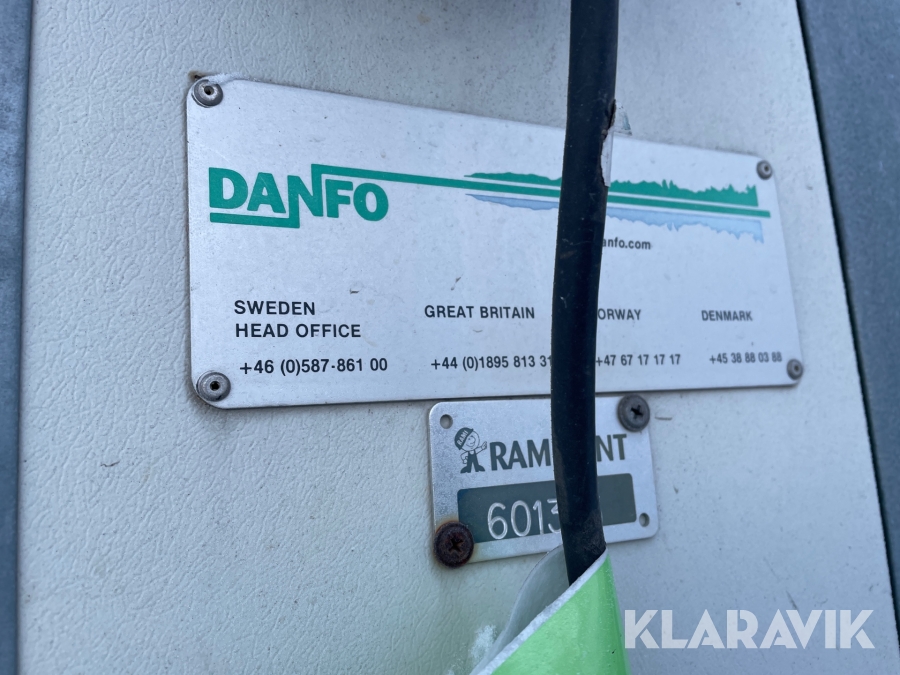 DANFO
anfo.com
SWEDEN GREAT BRITAIN ORWAY DENMARK
HEAD OFFICE
+46 (0)587-861 00 +44 (0)1895 813 31 +47 67 17 17 17 +45 38 88 03 88
RAM NT
6013
KLARAVIK